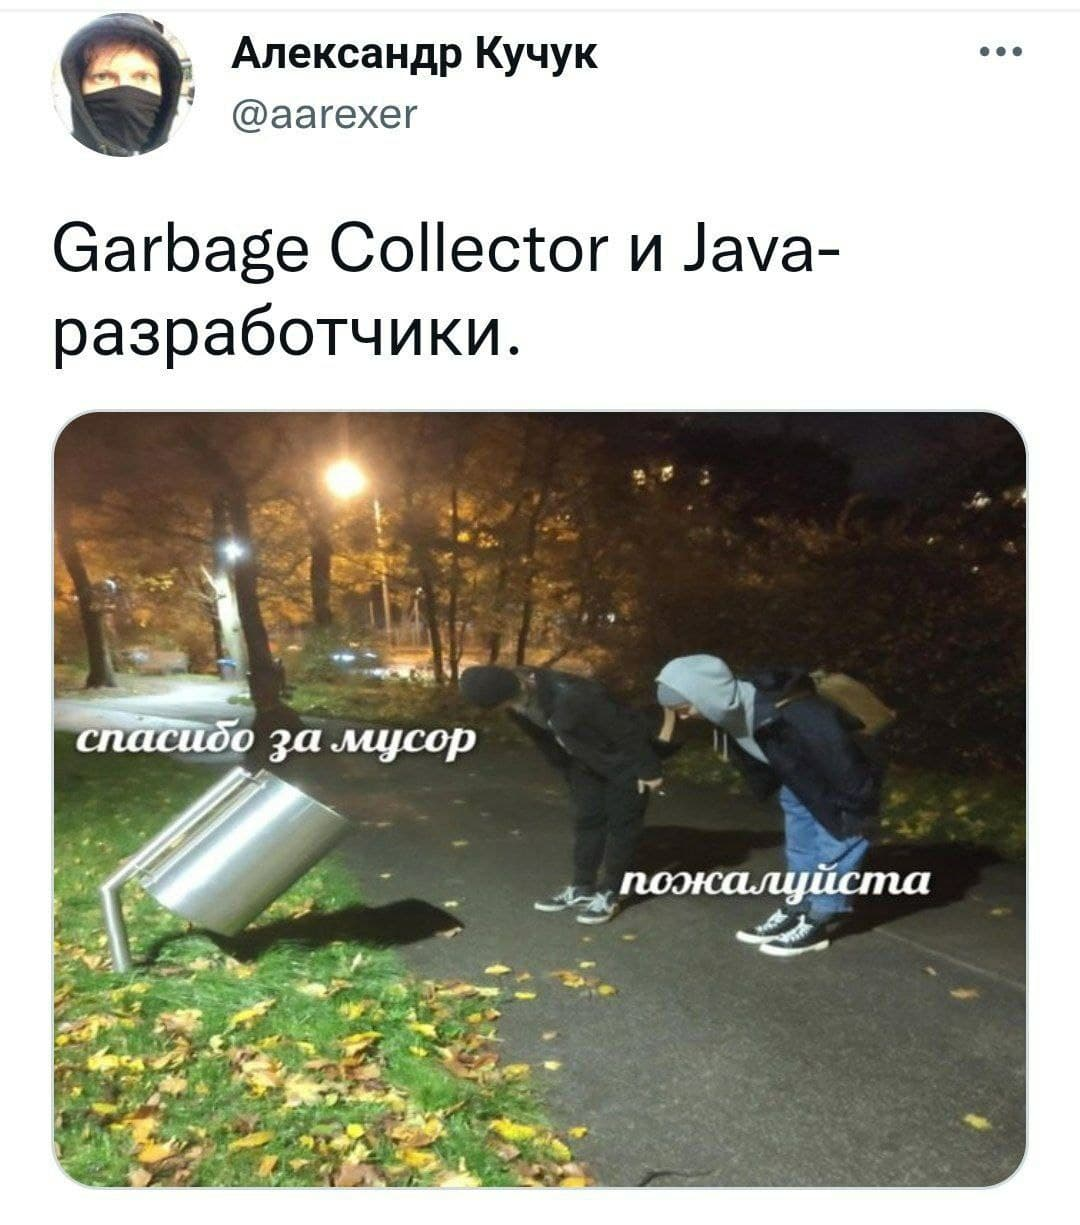 Александр Кучук
@aarexer
Garbage Collector и Java-
разработчики.
спасибо за мусор
пожалуйста